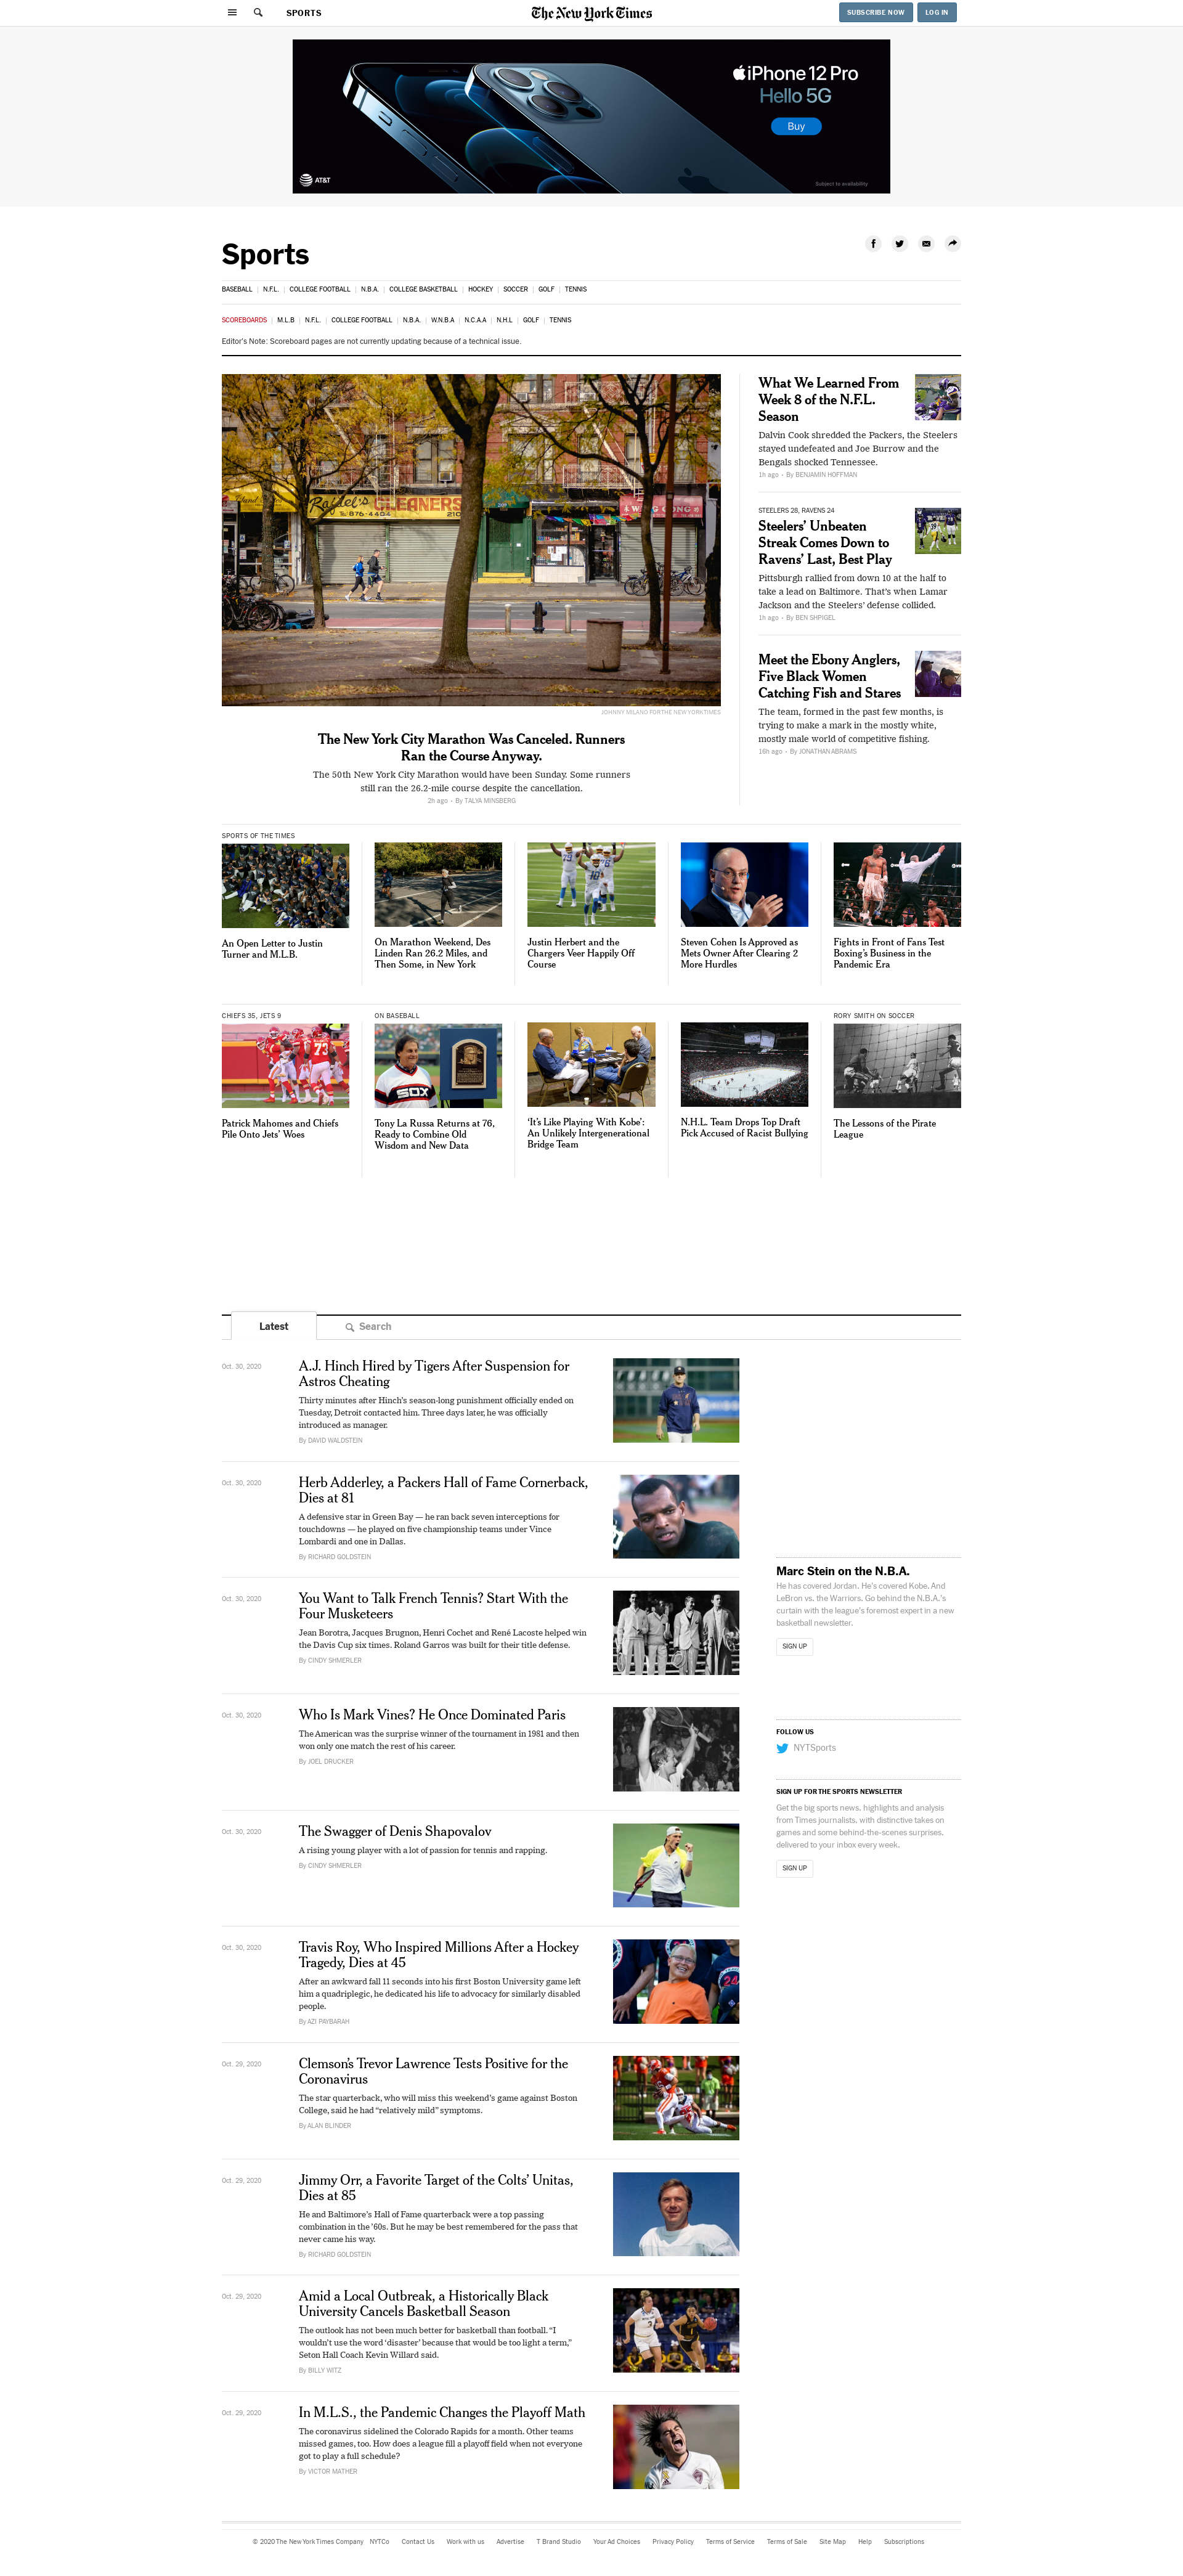 SPORTS
The New York Times
SUBSCRIBE NOW
LOG IN
iPhone 12 Pro
Hello 5G
Buy
AT&T
Subject to availability
Sports
BASEBALL | N.F.L. | COLLEGE FOOTBALL | N.B.A. | COLLEGE BASKETBALL | HOCKEY | SOCCER | GOLF | TENNIS
SCOREBOARDS | M.L.B | N.F.L. | COLLEGE FOOTBALL | N.B.A. | W.N.B.A | N.C.A.A | N.H.L | GOLF | TENNIS
Editor's Note: Scoreboard pages are not currently updating because of a technical issue.
CLEANERS
JOHNNY MILANO FOR THE NEW YORK TIMES
The New York City Marathon Was Canceled. Runners
Ran the Course Anyway.
The 50th New York City Marathon would have been Sunday. Some runners
still ran the 26.2-mile course despite the cancellation.
2h ago • By TALYA MINSBERG
What We Learned From
Week 8 of the N.F.L.
Season
Dalvin Cook shredded the Packers, the Steelers
stayed undefeated and Joe Burrow and the
Bengals shocked Tennessee.
1h ago • By BENJAMIN HOFFMAN
STEELERS 28, RAVENS 24
Steelers’ Unbeaten
Streak Comes Down to
Ravens’ Last, Best Play
Pittsburgh rallied from down 10 at the half to
take a lead on Baltimore. That’s when Lamar
Jackson and the Steelers’ defense collided.
1h ago • By BEN SHPIGEL
Meet the Ebony Anglers,
Five Black Women
Catching Fish and Stares
The team, formed in the past few months, is
trying to make a mark in the mostly white,
mostly male world of competitive fishing.
16h ago • By JONATHAN ABRAMS
SPORTS OF THE TIMES
An Open Letter to Justin
Turner and M.L.B.
On Marathon Weekend, Des
Linden Ran 26.2 Miles, and
Then Some, in New York
Justin Herbert and the
Chargers Veer Happily Off
Course
Steven Cohen Is Approved as
Mets Owner After Clearing 2
More Hurdles
Fights in Front of Fans Test
Boxing’s Business in the
Pandemic Era
CHIEFS 35, JETS 9
73
Patrick Mahomes and Chiefs
Pile Onto Jets’ Woes
ON BASEBALL
SOX
Tony La Russa Returns at 76,
Ready to Combine Old
Wisdom and New Data
‘It’s Like Playing With Kobe’:
An Unlikely Intergenerational
Bridge Team
N.H.L. Team Drops Top Draft
Pick Accused of Racist Bullying
RORY SMITH ON SOCCER
The Lessons of the Pirate
League
Latest
Search
Oct. 30, 2020
A.J. Hinch Hired by Tigers After Suspension for
Astros Cheating
Thirty minutes after Hinch’s season-long punishment officially ended on
Tuesday, Detroit contacted him. Three days later, he was officially
introduced as manager.
By DAVID WALDSTEIN
Oct. 30, 2020
Herb Adderley, a Packers Hall of Fame Cornerback,
Dies at 81
A defensive star in Green Bay — he ran back seven interceptions for
touchdowns — he played on five championship teams under Vince
Lombardi and one in Dallas.
By RICHARD GOLDSTEIN
Oct. 30, 2020
You Want to Talk French Tennis? Start With the
Four Musketeers
Jean Borotra, Jacques Brugnon, Henri Cochet and René Lacoste helped win
the Davis Cup six times. Roland Garros was built for their title defense.
By CINDY SHMERLER
Oct. 30, 2020
Who Is Mark Vines? He Once Dominated Paris
The American was the surprise winner of the tournament in 1981 and then
won only one match the rest of his career.
By JOEL DRUCKER
Oct. 30, 2020
The Swagger of Denis Shapovalov
A rising young player with a lot of passion for tennis and rapping.
By CINDY SHMERLER
Oct. 30, 2020
Travis Roy, Who Inspired Millions After a Hockey
Tragedy, Dies at 45
After an awkward fall 11 seconds into his first Boston University game left
him a quadriplegic, he dedicated his life to advocacy for similarly disabled
people.
By AZI PAYBARAH
24
Oct. 29, 2020
Clemson’s Trevor Lawrence Tests Positive for the
Coronavirus
The star quarterback, who will miss this weekend’s game against Boston
College, said he had “relatively mild” symptoms.
By ALAN BLINDER
Oct. 29, 2020
Jimmy Orr, a Favorite Target of the Colts’ Unitas,
Dies at 85
He and Baltimore’s Hall of Fame quarterback were a top passing
combination in the ’60s. But he may be best remembered for the pass that
never came his way.
By RICHARD GOLDSTEIN
Oct. 29, 2020
Amid a Local Outbreak, a Historically Black
University Cancels Basketball Season
The outlook has not been much better for basketball than football. “I
wouldn’t use the word ‘disaster’ because that would be too light a term,”
Seton Hall Coach Kevin Willard said.
By BILLY WITZ
Oct. 29, 2020
In M.L.S., the Pandemic Changes the Playoff Math
The coronavirus sidelined the Colorado Rapids for a month. Other teams
missed games, too. How does a league fill a playoff field when not everyone
got to play a full schedule?
By VICTOR MATHER
Marc Stein on the N.B.A.
He has covered Jordan. He's covered Kobe. And
LeBron vs. the Warriors. Go behind the N.B.A.'s
curtain with the league's foremost expert in a new
basketball newsletter.
SIGN UP
FOLLOW US
NYTSports
SIGN UP FOR THE SPORTS NEWSLETTER
Get the big sports news, highlights and analysis
from Times journalists, with distinctive takes on
games and some behind-the-scenes surprises,
delivered to your inbox every week.
SIGN UP
© 2020 The New York Times Company NYTCo Contact Us Work with us Advertise T Brand Studio Your Ad Choices Privacy Policy Terms of Service Terms of Sale Site Map Help Subscriptions